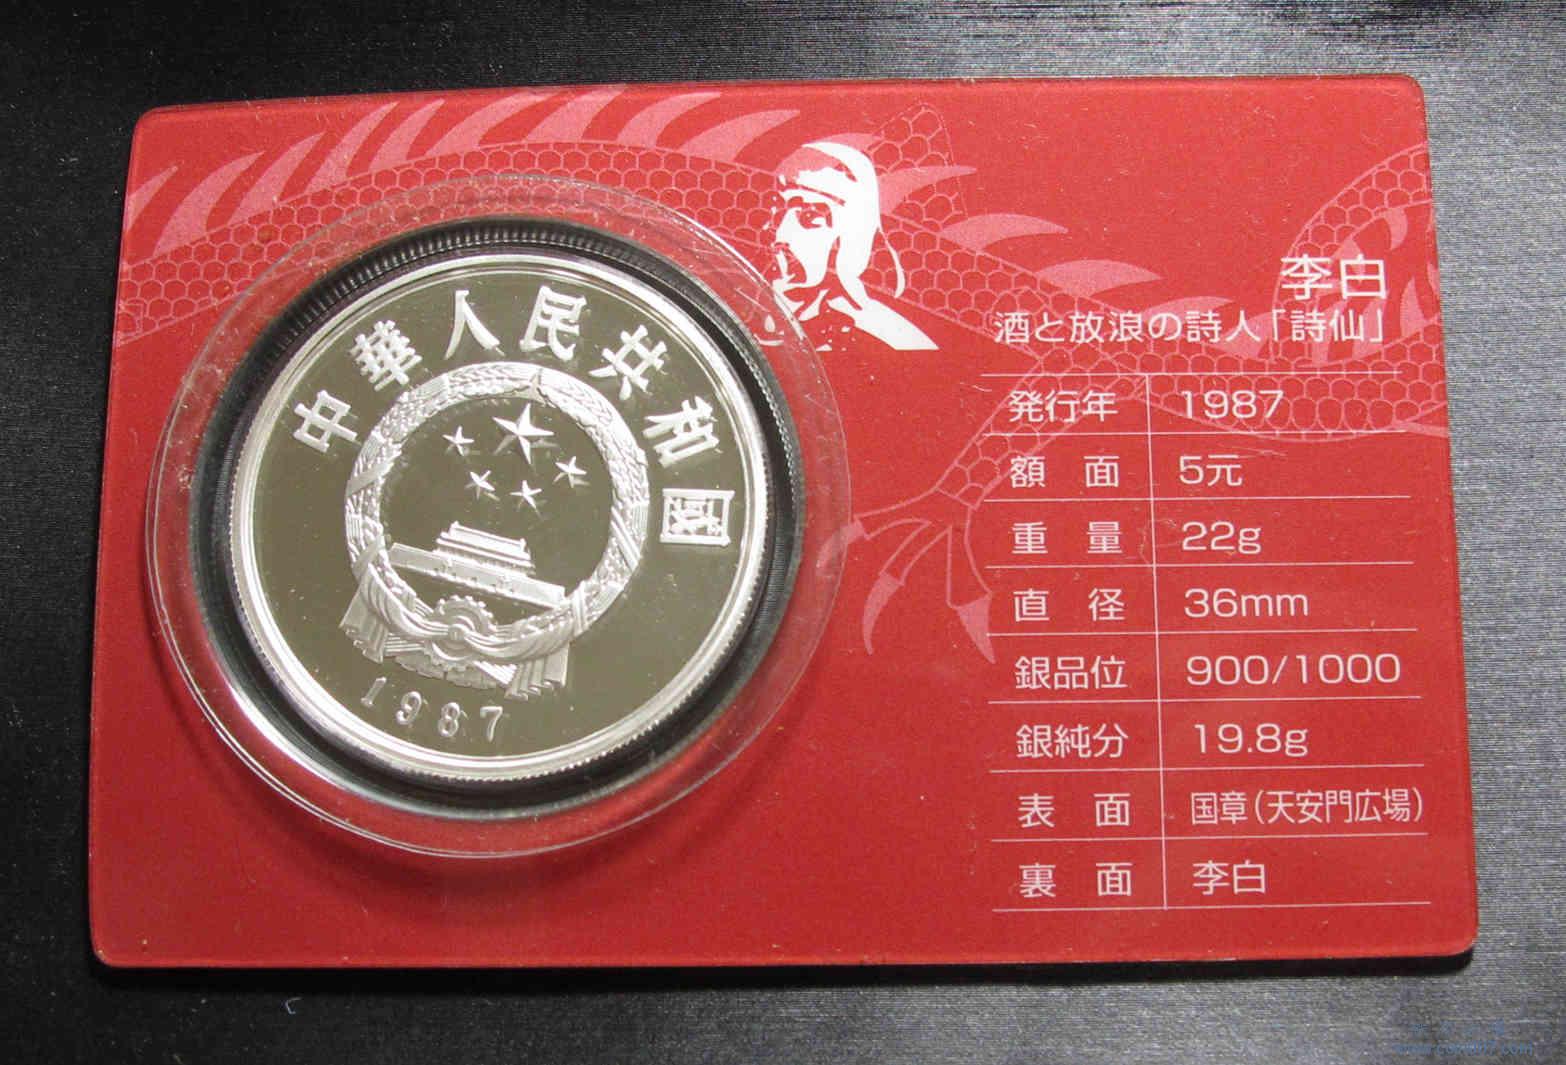 中華人民共和國
1987
李白
酒と放浪の詩人「詩仙」
発行年 1987
額面 5元
重量 22g
直径 36mm
銀品位 900/1000
銀純分 19.8g
表面 国章(天安門広場)
裏面 李白